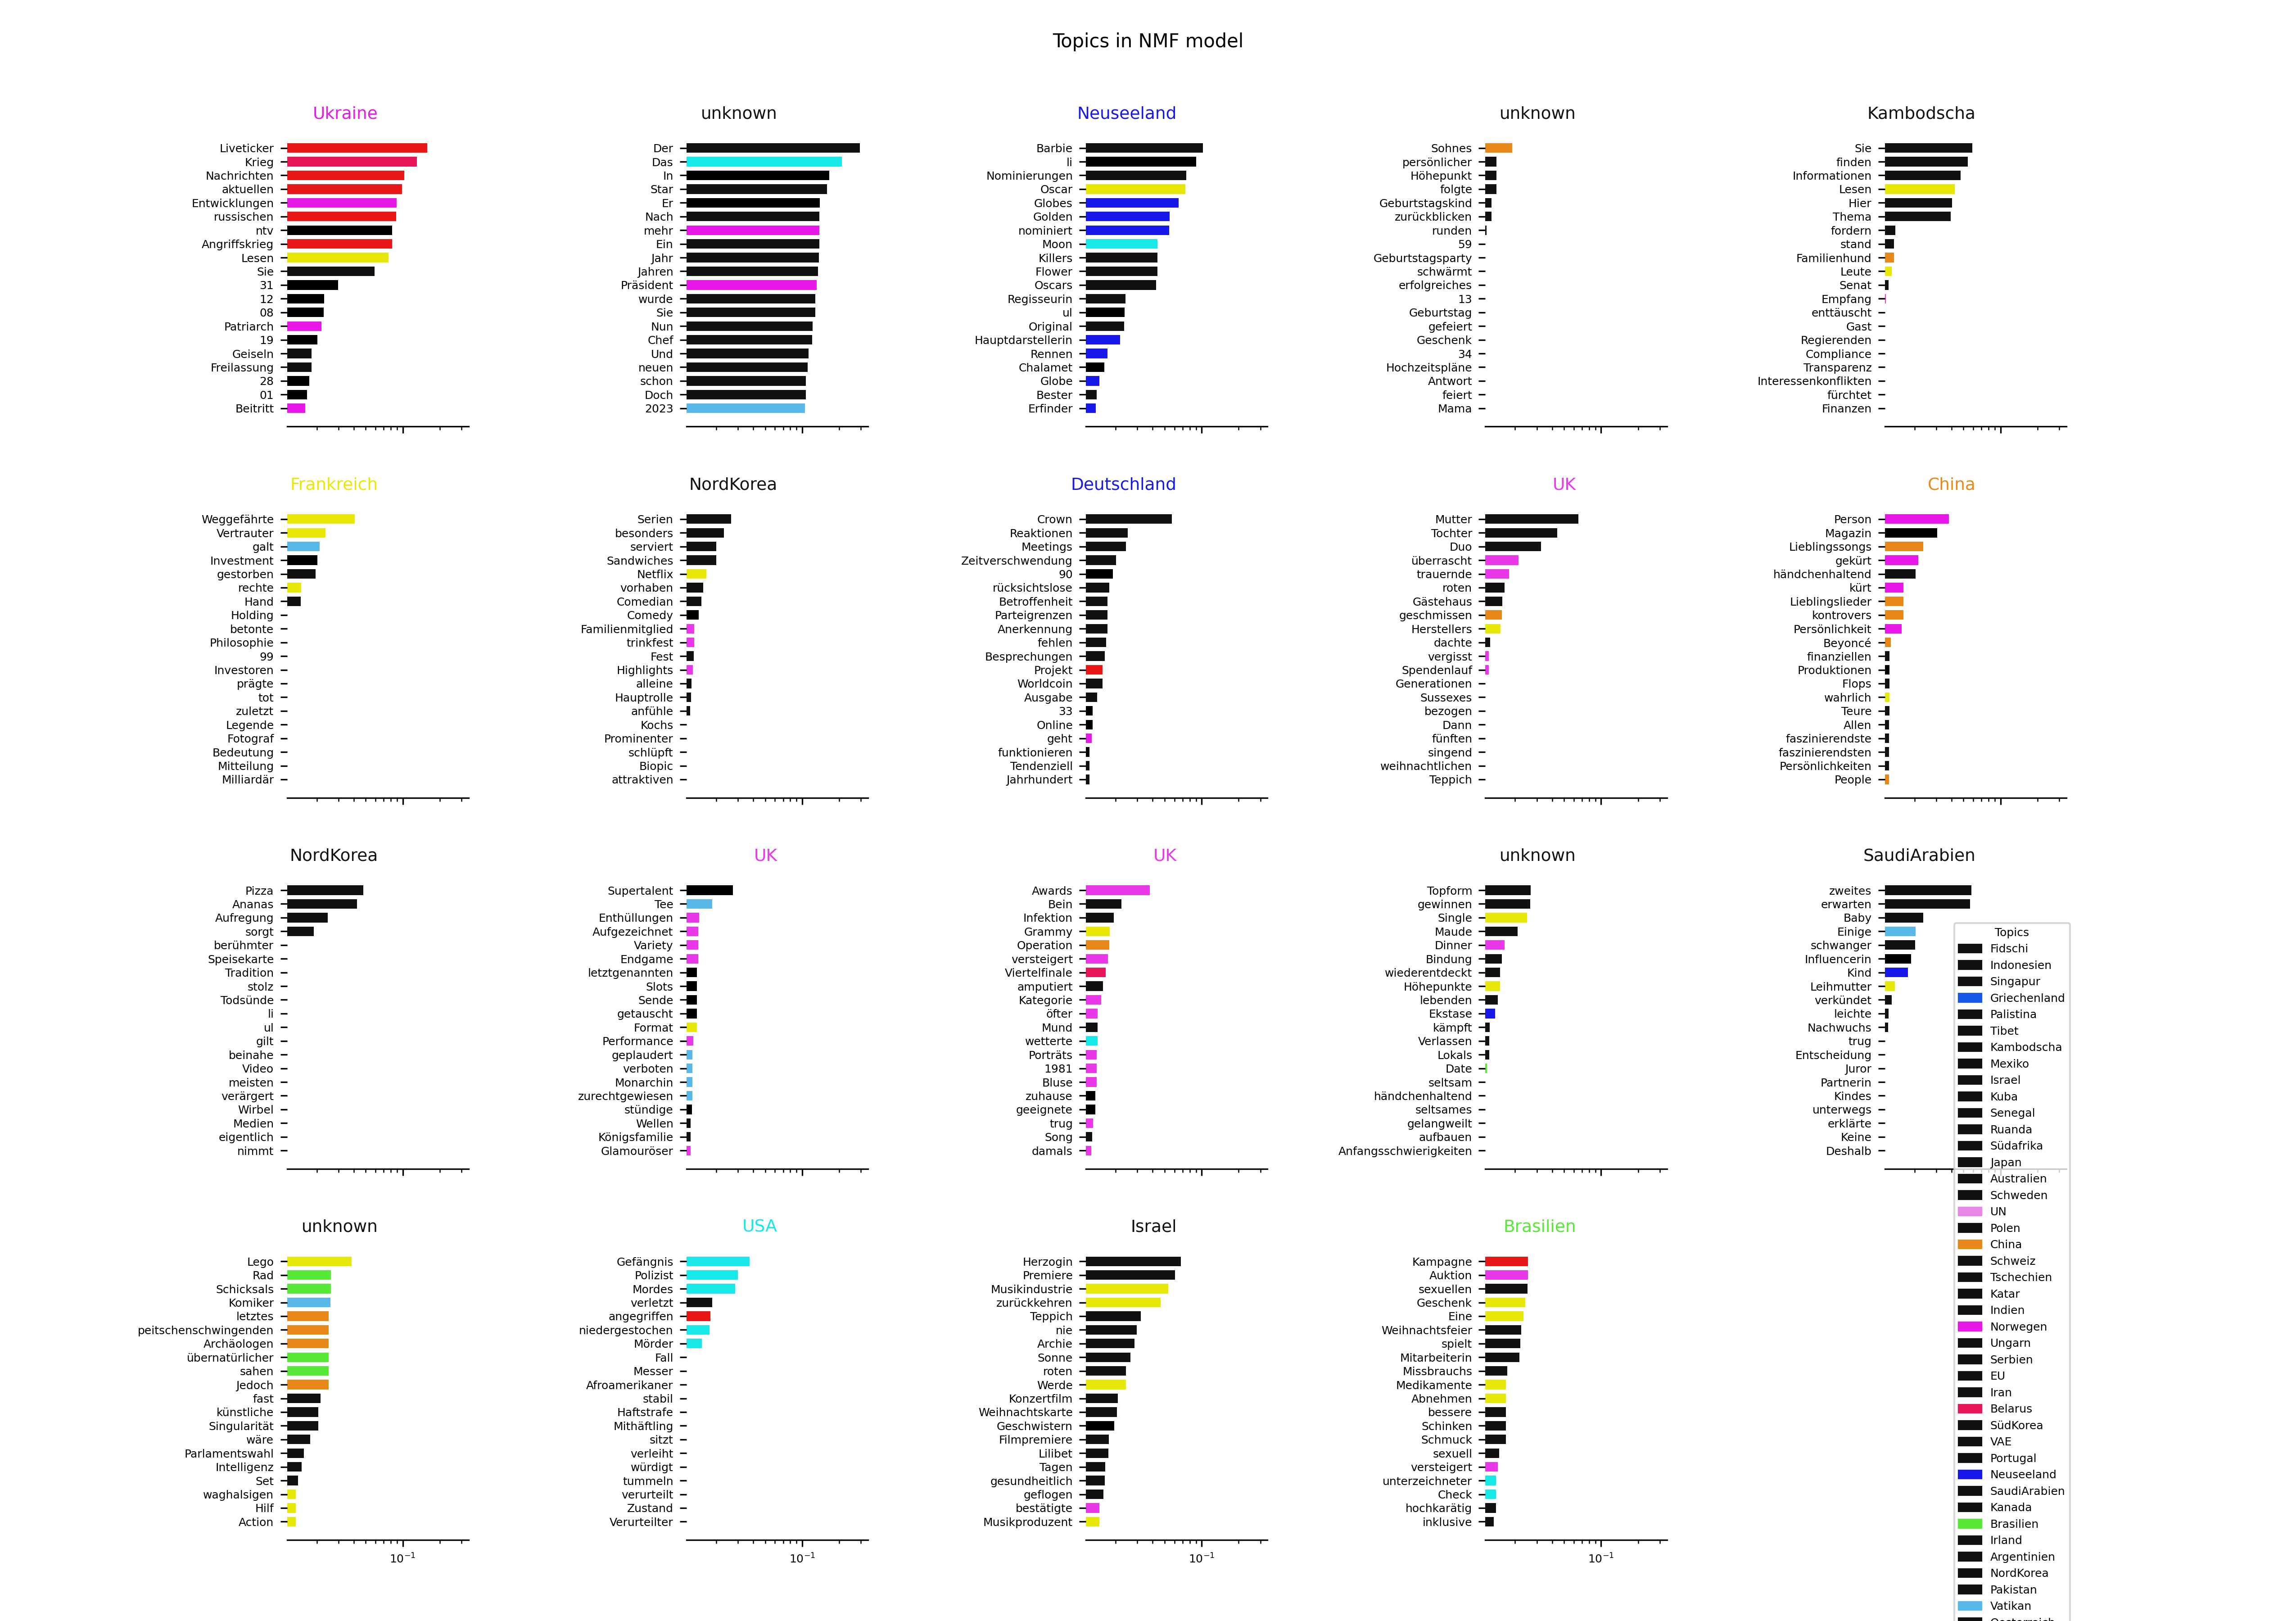 Topics in NMF model
Ukraine
Liveticker
Krieg
Nachrichten
aktuellen
Entwicklungen
russischen
ntv
Angriffskrieg
Lesen
Sie
31
12
08
Patriarch
19
Geiseln
Freilassung
28
01
Beitritt
unknown
Der
Das
In
Star
Er
Nach
mehr
Ein
Jahr
Jahren
Präsident
wurde
Sie
Nun
Chef
Und
neuen
schon
Doch
2023
Neuseeland
Barbie
li
Nominierungen
Oscar
Globes
Golden
nominiert
Moon
Killers
Flower
Oscars
Regisseurin
ul
Original
Hauptdarstellerin
Rennen
Chalamet
Globe
Bester
Erfinder
unknown
Sohnes
persönlicher
Höhepunkt
folgte
Geburtstagskind
zurückblicken
runden
59
Geburtstagsparty
schwärmt
erfolgreiches
13
Geburtstag
gefeiert
Geschenk
34
Hochzeitspläne
Antwort
feiert
Mama
Kambodscha
Sie
finden
Informationen
Lesen
Hier
Thema
fordern
stand
Familienhund
Leute
Senat
Empfang
enttäuscht
Gast
Regierenden
Compliance
Transparenz
Interessenkonflikten
fürchtet
Finanzen
Frankreich
Weggefährte
Vertrauter
galt
Investment
gestorben
rechte
Hand
Holding
betonte
Philosophie
99
Investoren
prägte
tot
zuletzt
Legende
Fotograf
Bedeutung
Mitteilung
Milliardär
NordKorea
Serien
besonders
serviert
Sandwiches
Netflix
vorhaben
Comedian
Comedy
Familienmitglied
trinkfest
Fest
Highlights
alleine
Hauptrolle
anfühle
Kochs
Prominenter
schlüpft
Biopic
attraktiven
Deutschland
Crown
Reaktionen
Meetings
Zeitverschwendung
90
rücksichtslose
Betroffenheit
Parteigrenzen
Anerkennung
fehlen
Besprechungen
Projekt
Worldcoin
Ausgabe
33
Online
geht
funktionieren
Tendenziell
Jahrhundert
UK
Mutter
Tochter
Duo
überrascht
trauernde
roten
Gästehaus
geschmissen
Herstellers
dachte
vergisst
Spendenlauf
Generationen
Sussexes
bezogen
Dann
fünften
singend
weihnachtlichen
Teppich
China
Person
Magazin
Lieblingssongs
gekürt
händchenhaltend
kürt
Lieblingslieder
kontrovers
Persönlichkeit
Beyoncé
finanziellen
Produktionen
Flops
wahrlich
Teure
Allen
faszinierendste
faszinierendsten
Persönlichkeiten
People
NordKorea
Pizza
Ananas
Aufregung
sorgt
berühmter
Speisekarte
Tradition
stolz
Todsünde
li
ul
gilt
beinahe
Video
meisten
verärgert
Wirbel
Medien
eigentlich
nimmt
UK
Supertalent
Tee
Enthüllungen
Aufgezeichnet
Variety
Endgame
letztgenannten
Slots
Sende
getauscht
Format
Performance
geplaudert
verboten
Monarchin
zurechtgewiesen
stündige
Wellen
Königsfamilie
Glamouröser
UK
Awards
Bein
Infektion
Grammy
Operation
versteigert
Viertelfinale
amputiert
Kategorie
öfter
Mund
wetterte
Porträts
1981
Bluse
zuhause
geeignete
trug
Song
damals
unknown
Topform
gewinnen
Single
Maude
Dinner
Bindung
wiederentdeckt
Höhepunkte
lebenden
Ekstase
kämpft
Verlassen
Lokals
Date
seltsam
händchenhaltend
seltsames
gelangweilt
aufbauen
Anfangsschwierigkeiten
SaudiArabien
zweites
erwarten
Baby
Einige
schwanger
Influencerin
Kind
Leihmutter
verkündet
leichte
Nachwuchs
trug
Entscheidung
Juror
Partnerin
Kindes
unterwegs
erklärte
Keine
Deshalb
unknown
Lego
Rad
Schicksals
Komiker
letztes
peitschenschwingenden
Archäologen
übernatürlicher
sahen
Jedoch
fast
künstliche
Singularität
wäre
Parlamentswahl
Intelligenz
Set
waghalsigen
Hilf
Action
10⁻¹
USA
Gefängnis
Polizist
Mordes
verletzt
angegriffen
niedergestochen
Mörder
Fall
Messer
Afroamerikaner
stabil
Haftstrafe
Mithäftling
sitzt
verleiht
würdigt
tummeln
verurteilt
Zustand
Verurteilter
10⁻¹
Israel
Herzogin
Premiere
Musikindustrie
zurückkehren
Teppich
nie
Archie
Sonne
roten
Werde
Konzertfilm
Weihnachtskarte
Geschwistern
Filmpremiere
Lilibet
Tagen
gesundheitlich
geflogen
bestätigte
Musikproduzent
10⁻¹
Brasilien
Kampagne
Auktion
sexuellen
Geschenk
Eine
Weihnachtsfeier
spielt
Mitarbeiterin
Missbrauchs
Medikamente
Abnehmen
bessere
Schinken
Schmuck
sexuell
versteigert
unterzeichneter
Check
hochkarätig
inklusive
10⁻¹
Topics
Fidschi
Indonesien
Singapur
Griechenland
Palistina
Tibet
Kambodscha
Mexiko
Israel
Kuba
Senegal
Ruanda
Südafrika
Japan
Australien
Schweden
UN
Polen
China
Schweiz
Tschechien
Katar
Indien
Norwegen
Ungarn
Serbien
EU
Iran
Belarus
SüdKorea
VAE
Portugal
Neuseeland
SaudiArabien
Kanada
Brasilien
Irland
Argentinien
NordKorea
Pakistan
Vatikan